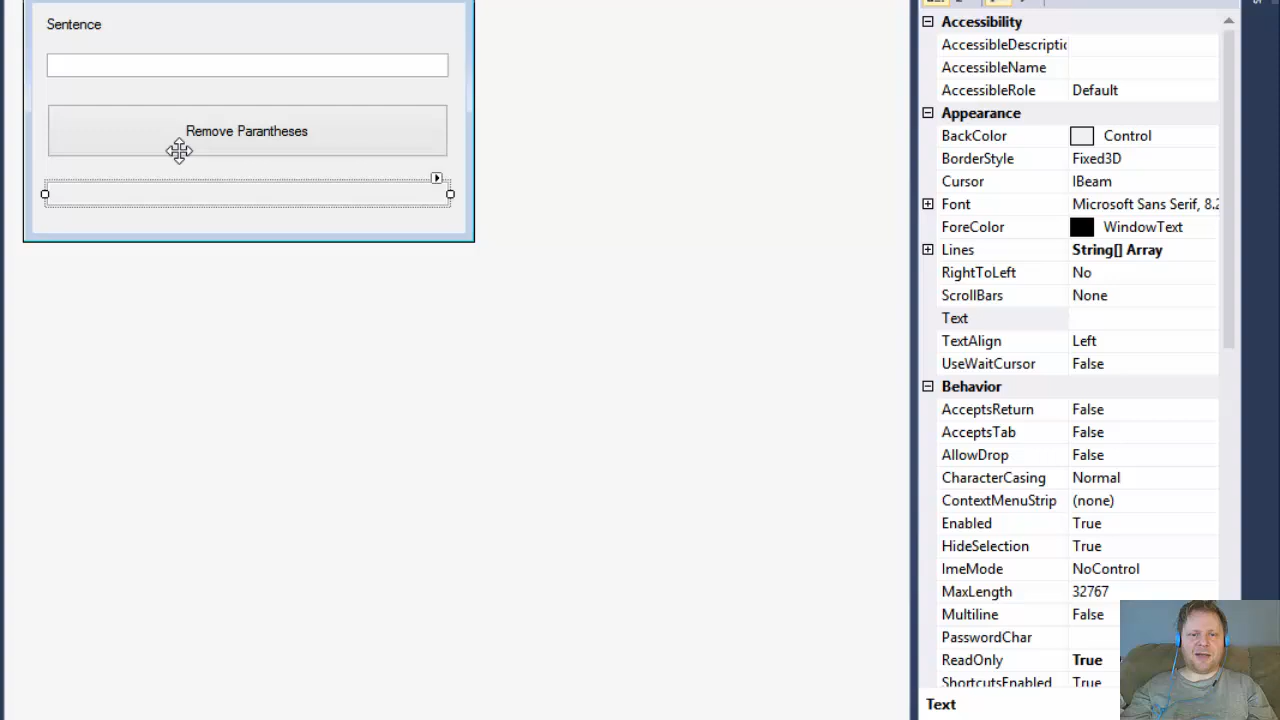 Sentence
Remove Parantheses
Accessibility
AccessibleDescriptic
AccessibleName
AccessibleRole Default
Appearance
BackColor Control
BorderStyle Fixed3D
Cursor IBeam
Font Microsoft Sans Serif, 8.2
ForeColor WindowText
Lines String[] Array
RightToLeft No
ScrollBars None
Text
TextAlign Left
UseWaitCursor False
Behavior
AcceptsReturn False
AcceptsTab False
AllowDrop False
CharacterCasing Normal
ContextMenuStrip (none)
Enabled True
HideSelection True
ImeMode NoControl
MaxLength 32767
Multiline False
PasswordChar
ReadOnly True
ShortcutsEnabled True
Text